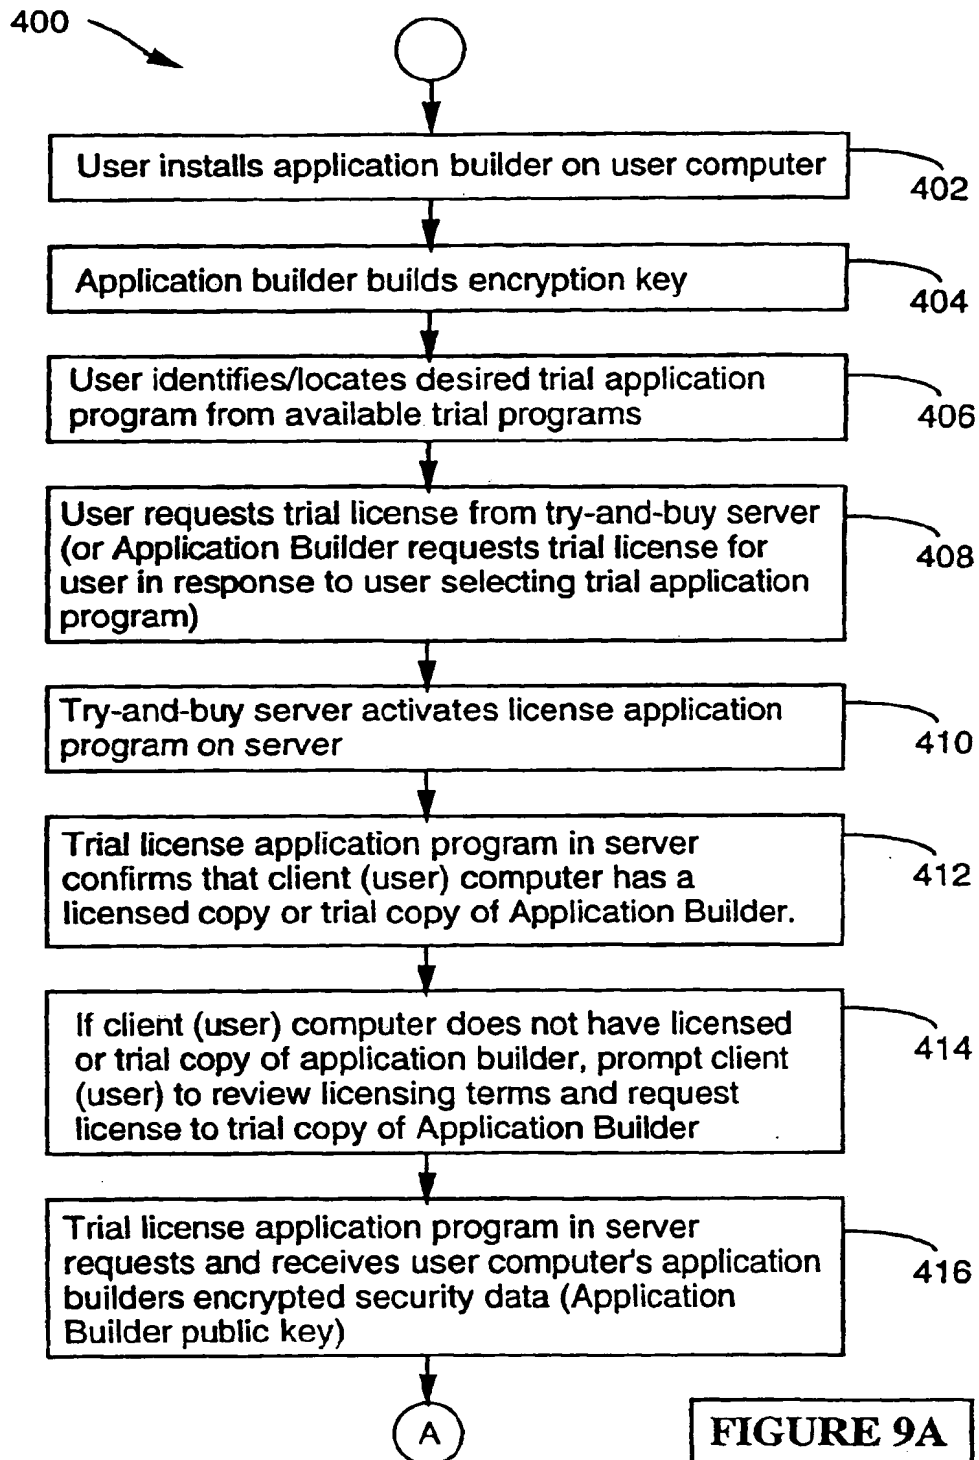 400
User installs application builder on user computer
402
Application builder builds encryption key
404
User identifies/locates desired trial application
program from available trial programs
406
User requests trial license from try-and-buy server
(or Application Builder requests trial license for
user in response to user selecting trial application
program)
408
Try-and-buy server activates license application
program on server
410
Trial license application program in server
confirms that client (user) computer has a
licensed copy or trial copy of Application Builder.
412
If client (user) computer does not have licensed
or trial copy of application builder, prompt client
(user) to review licensing terms and request
license to trial copy of Application Builder
414
Trial license application program in server
requests and receives user computer's application
builders encrypted security data (Application
Builder public key)
416
A
FIGURE 9A